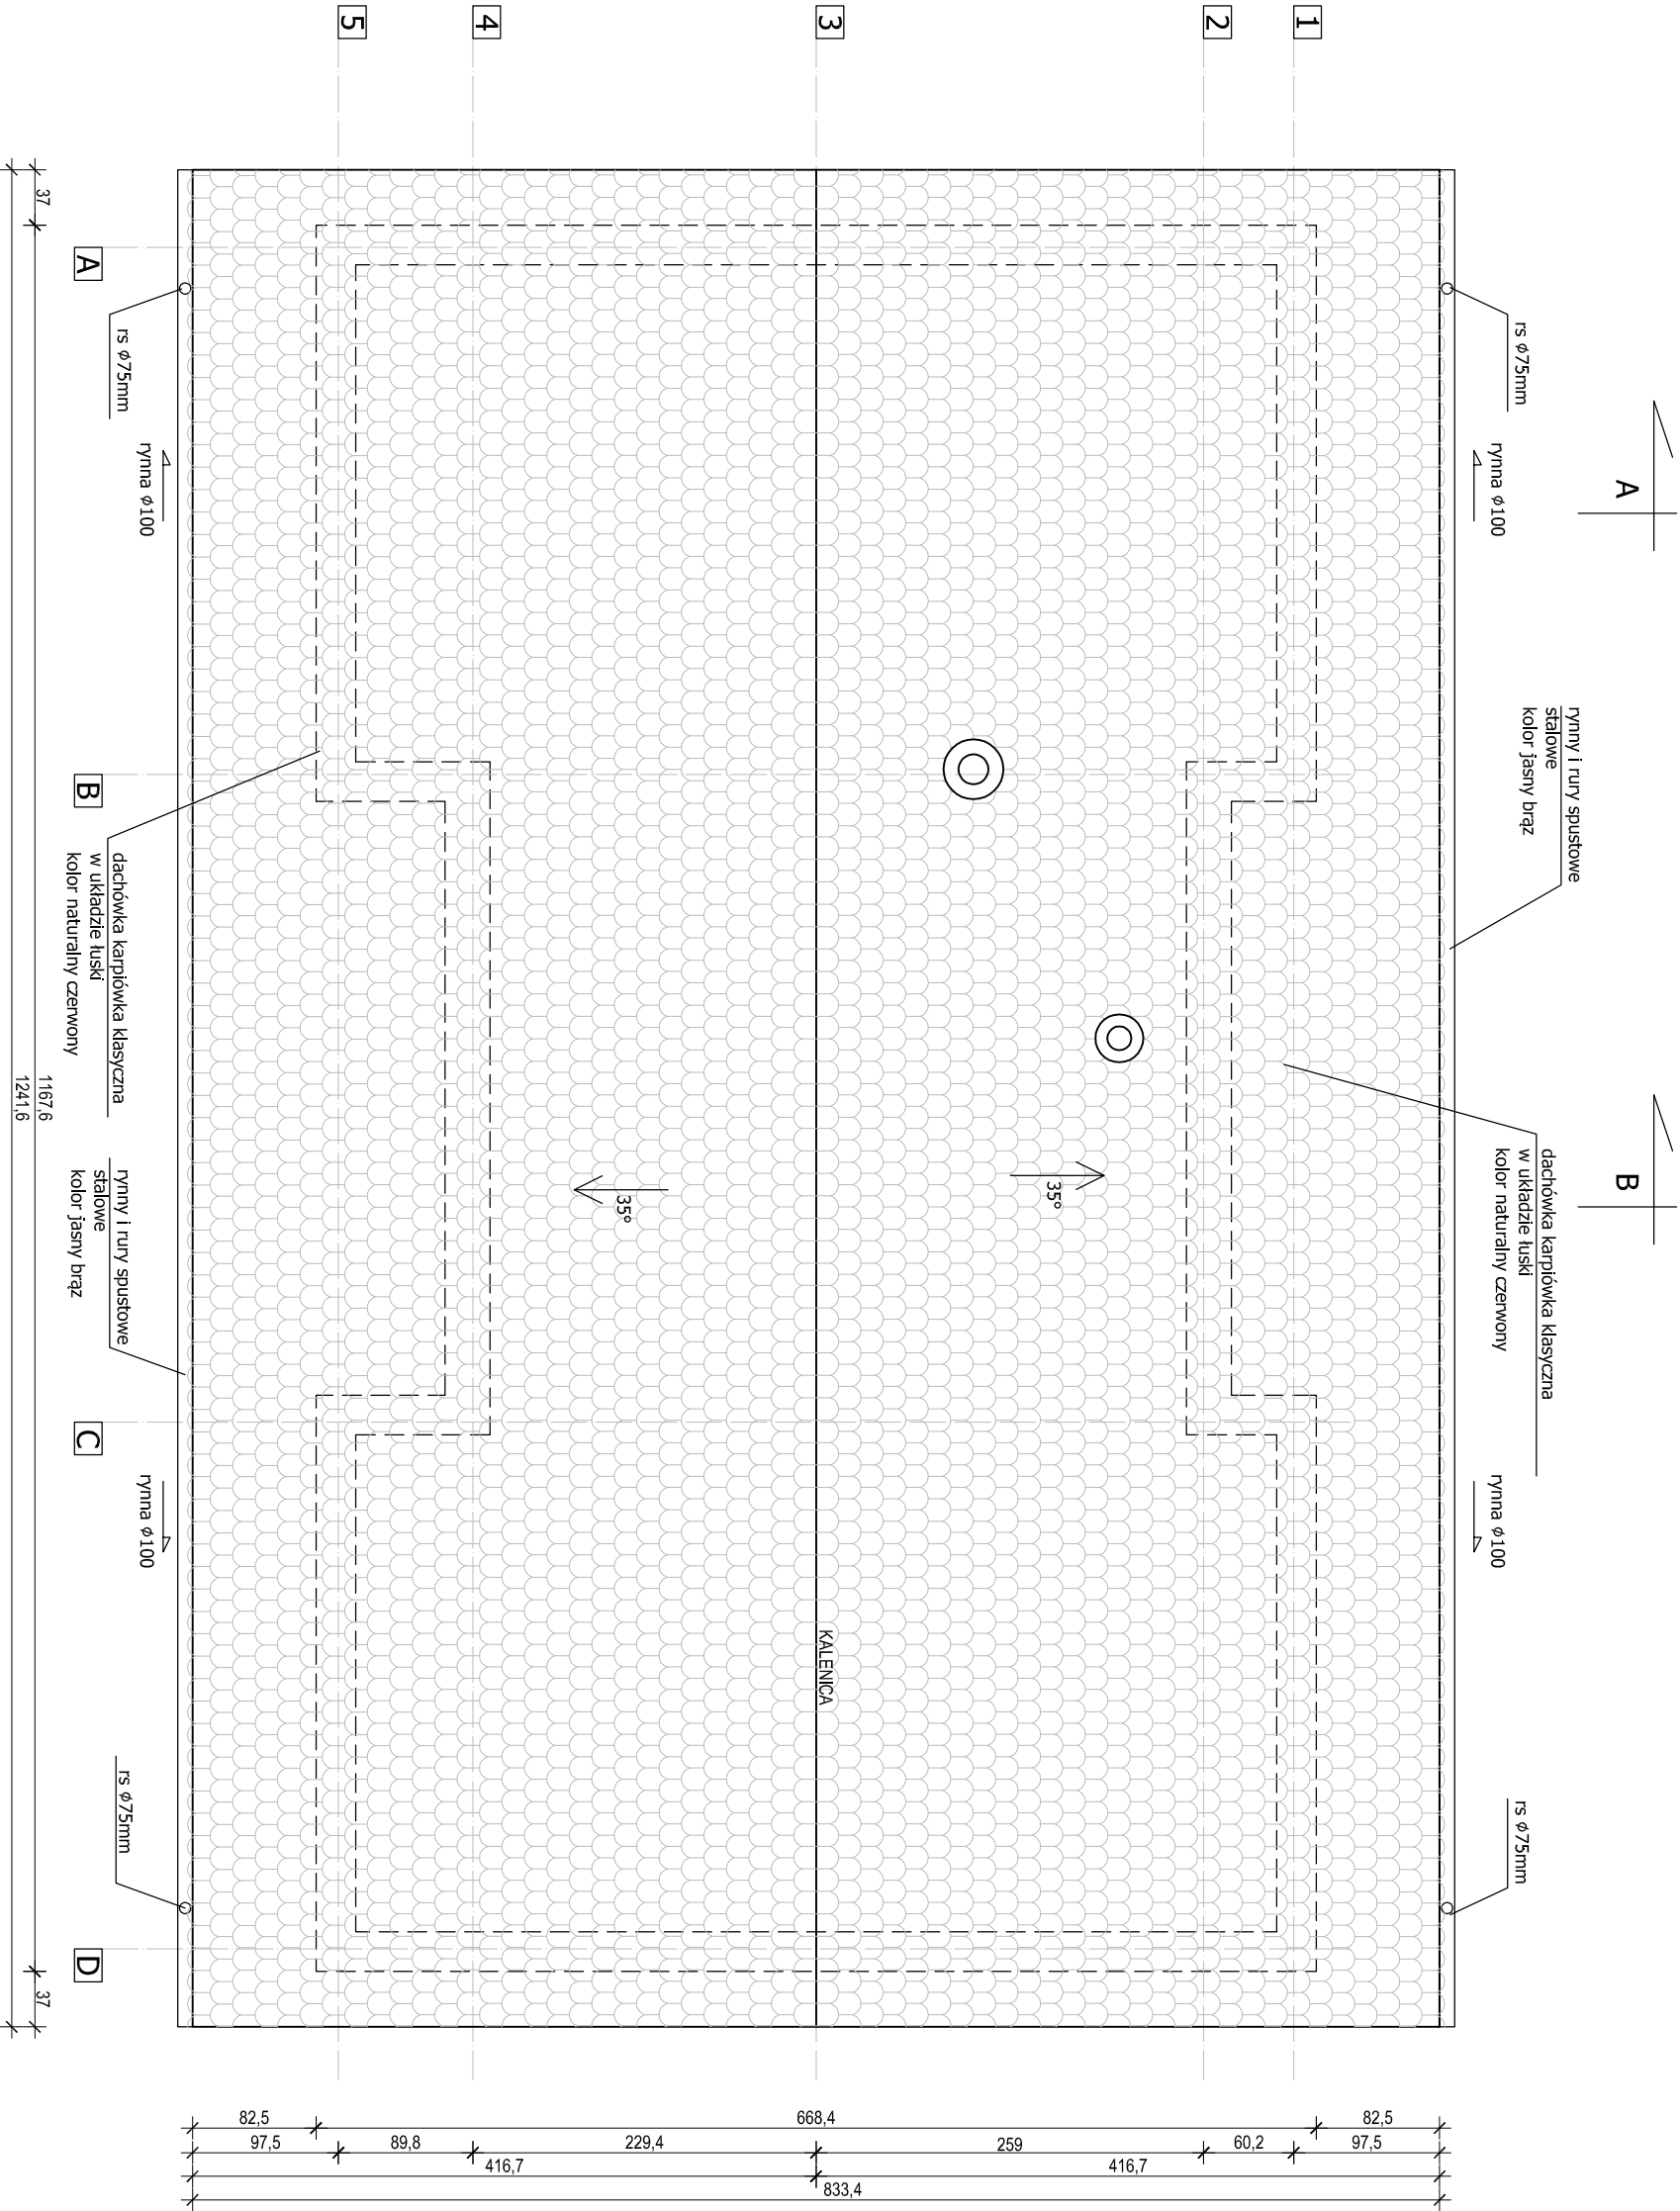 A
B
rynny i rury spustowe
stalowe
kolor jasny brąz
dachówka karpiówka klasyczna
w układzie łuski
kolor naturalny czerwony
rs ϕ75mm
rynna ϕ100
rynna ϕ100
rs ϕ75mm
1
2
3
4
5
35°
35°
KALENICA
A
B
C
D
rs ϕ75mm
rynna ϕ100
dachówka karpiówka klasyczna
w układzie łuski
kolor naturalny czerwony
rynny i rury spustowe
stalowe
kolor jasny brąz
rynna ϕ100
rs ϕ75mm
37
1167,6
37
1241,6
82,5
668,4
82,5
97,5
89,8
229,4
259
60,2
97,5
416,7
416,7
833,4